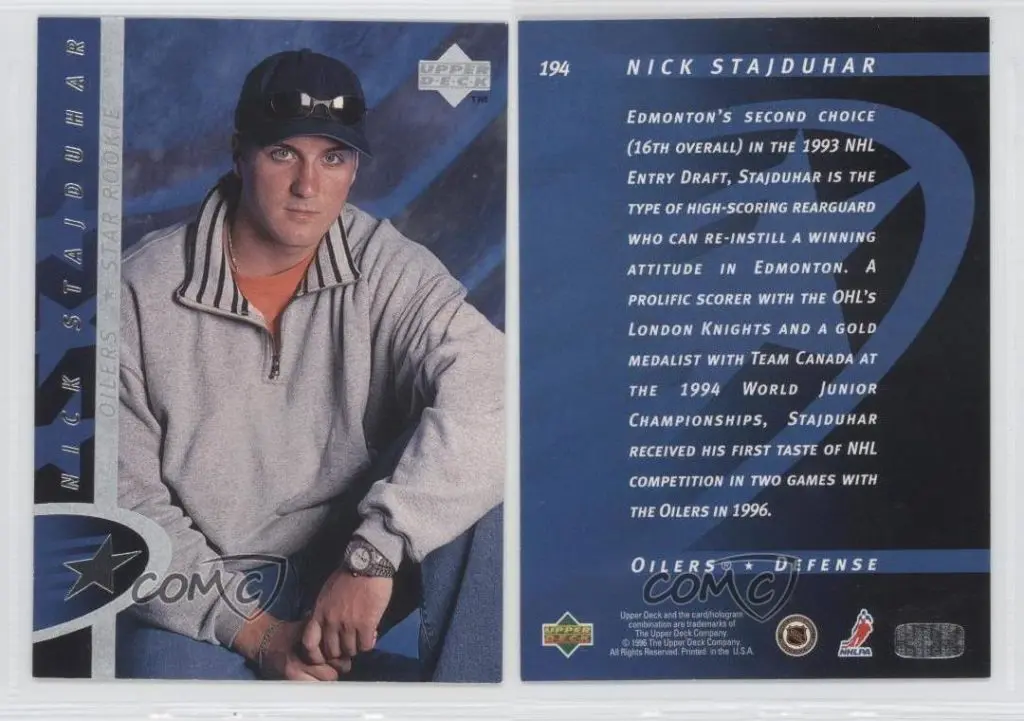 NICK STAJDUHAR
OILERS ★ STAR ROOKIE
UPPER
DECK
TM
COMC
194
NICK STAJDUHAR
EDMONTON'S SECOND CHOICE
(16TH OVERALL) IN THE 1993 NHL
ENTRY DRAFT, STAJDUHAR IS THE
TYPE OF HIGH-SCORING REARGUARD
WHO CAN RE-INSTILL A WINNING
ATTITUDE IN EDMONTON. A
PROLIFIC SCORER WITH THE OHL'S
LONDON KNIGHTS AND A GOLD
MEDALIST WITH TEAM CANADA AT
THE 1994 WORLD JUNIOR
CHAMPIONSHIPS, STAJDUHAR
RECEIVED HIS FIRST TASTE OF NHL
COMPETITION IN TWO GAMES WITH
THE OILERS IN 1996.
OILERS® ★ DEFENSE
COMC
UPPER
DECK
Upper Deck and the card/hologram
combination are trademarks of
The Upper Deck Company.
© 1996 The Upper Deck Company.
All Rights Reserved. Printed in the U.S.A.
NHLPA